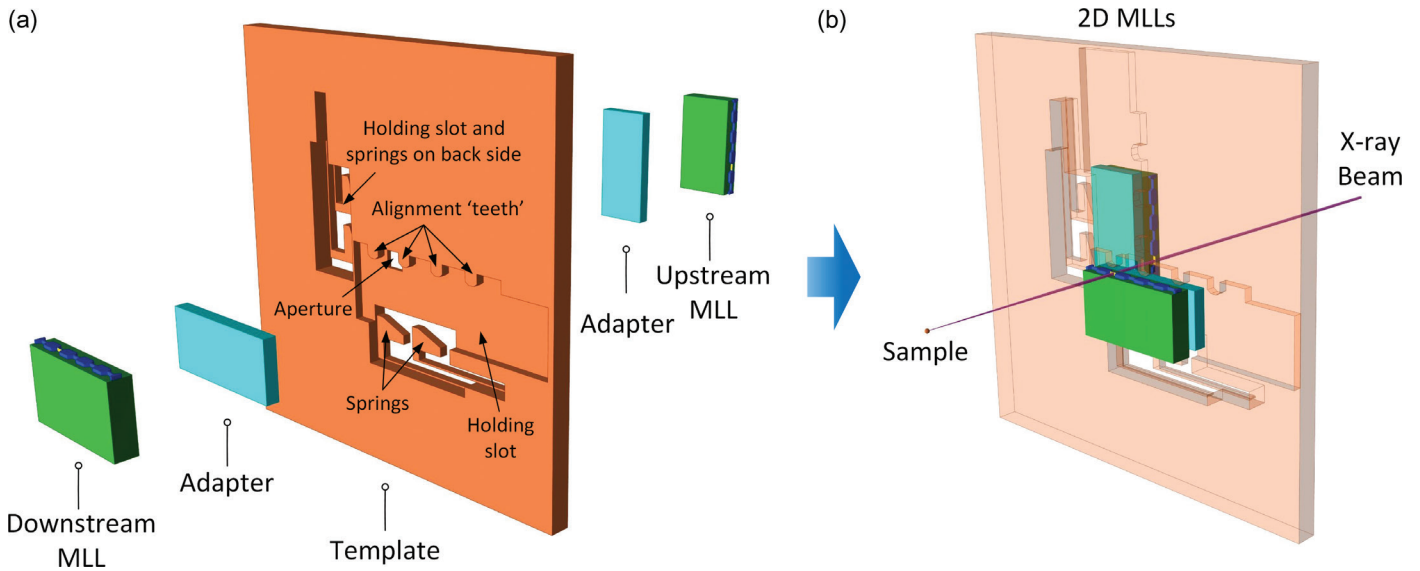 (a)
Holding slot and
springs on back side
Alignment ‘teeth’
Aperture
Springs
Holding
slot
Downstream
MLL
Adapter
Template
Adapter
Upstream
MLL
(b)
2D MLLs
X-ray
Beam
Sample